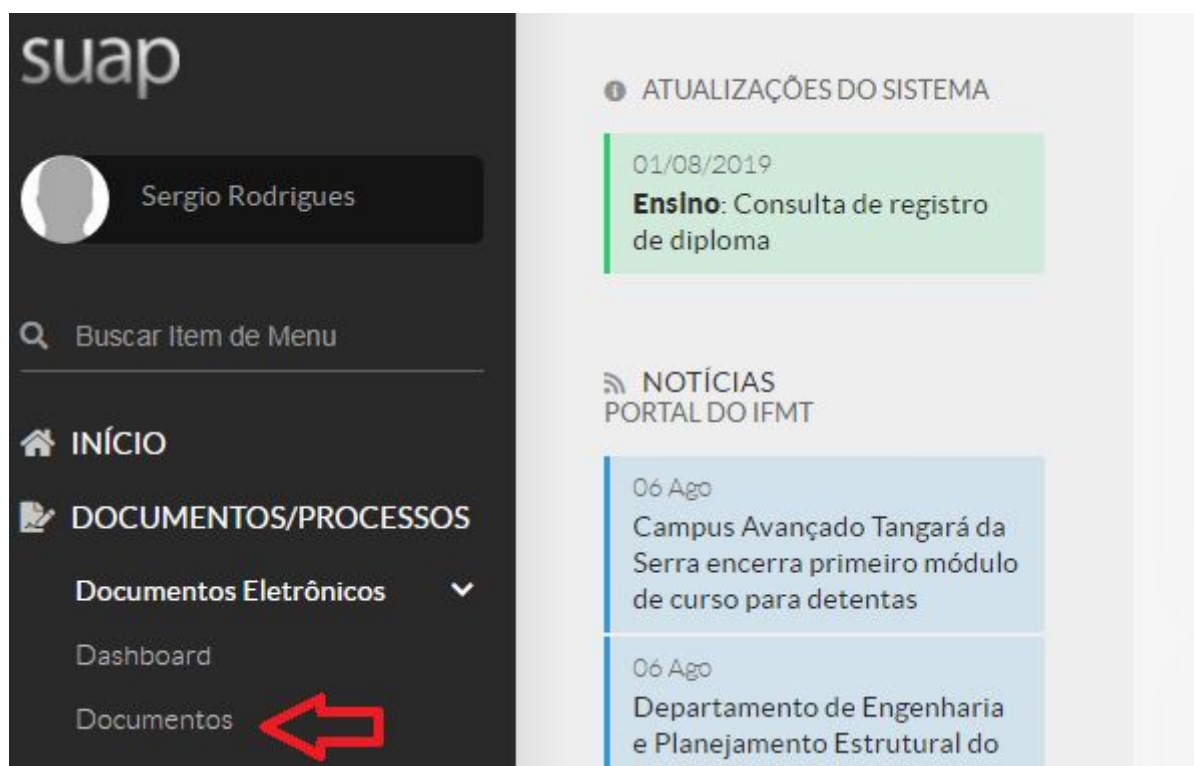 suap
Sergio Rodrigues
Buscar Item de Menu
INÍCIO
DOCUMENTOS/PROCESSOS
Documentos Eletrônicos
Dashboard
Documentos
ATUALIZAÇÕES DO SISTEMA
01/08/2019
Ensino: Consulta de registro
de diploma
NOTÍCIAS
PORTAL DO IFMT
06 Ago
Campus Avançado Tangará da
Serra encerra primeiro módulo
de curso para detentas
06 Ago
Departamento de Engenharia
e Planejamento Estrutural do